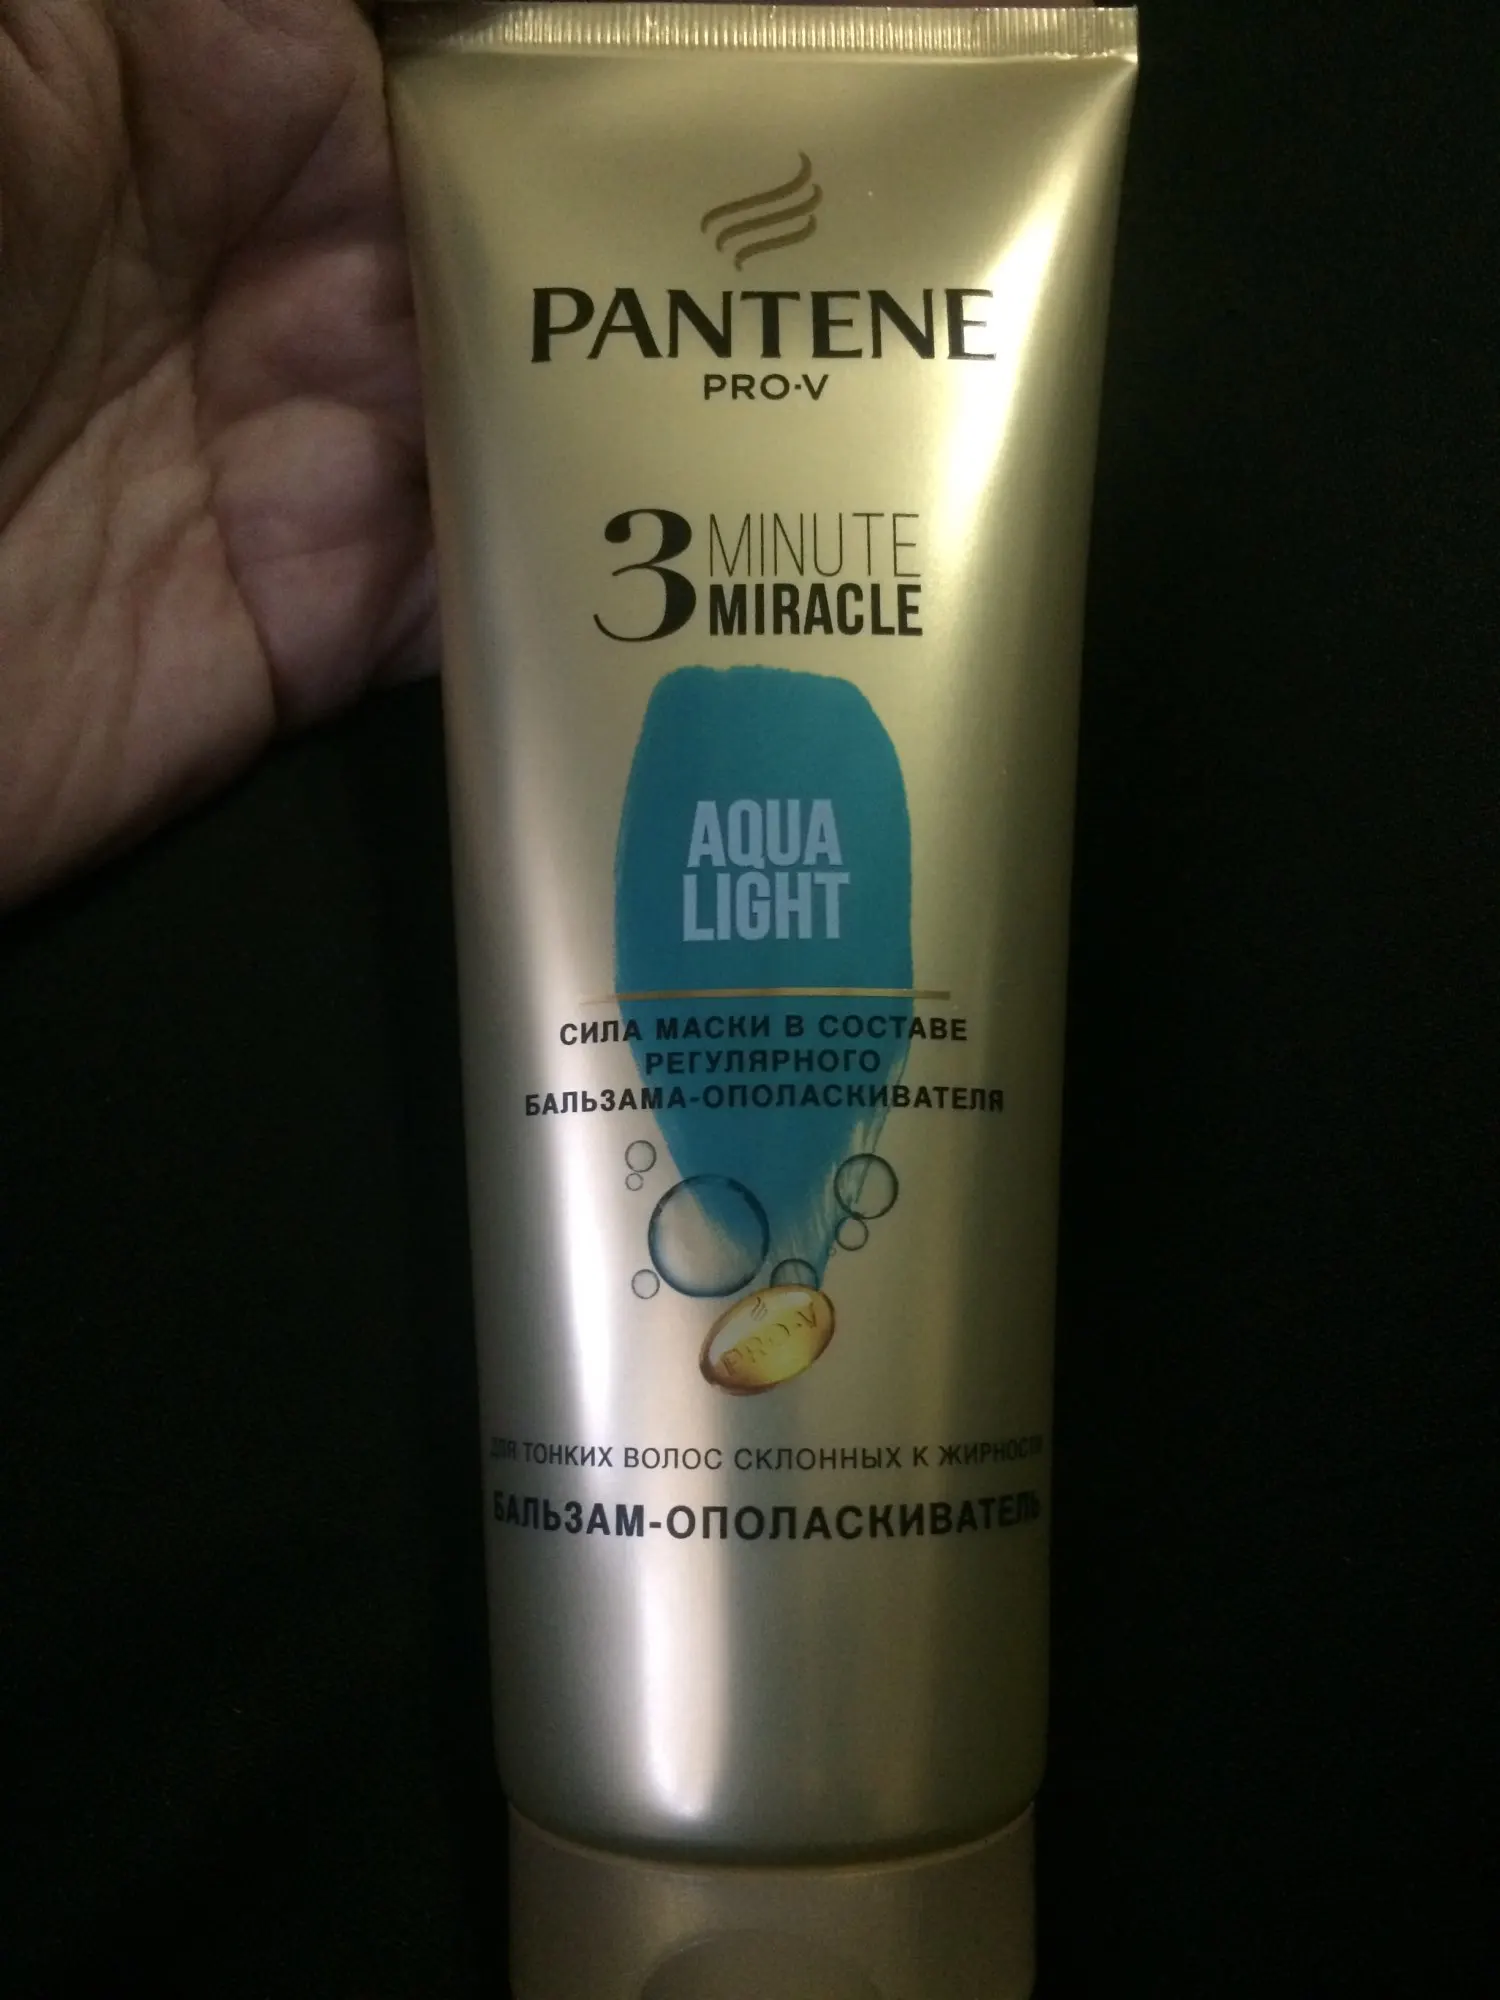 PANTENE
PRO-V
3 MINUTE
MIRACLE
AQUA
LIGHT
СИЛА МАСКИ В СОСТАВЕ
РЕГУЛЯРНОГО
БАЛЬЗАМА-ОПОЛАСКИВАТЕЛЯ
PRO-V
ДЛЯ ТОНКИХ ВОЛОС СКЛОННЫХ К ЖИРНОСТИ
БАЛЬЗАМ-ОПОЛАСКИВАТЕЛЬ